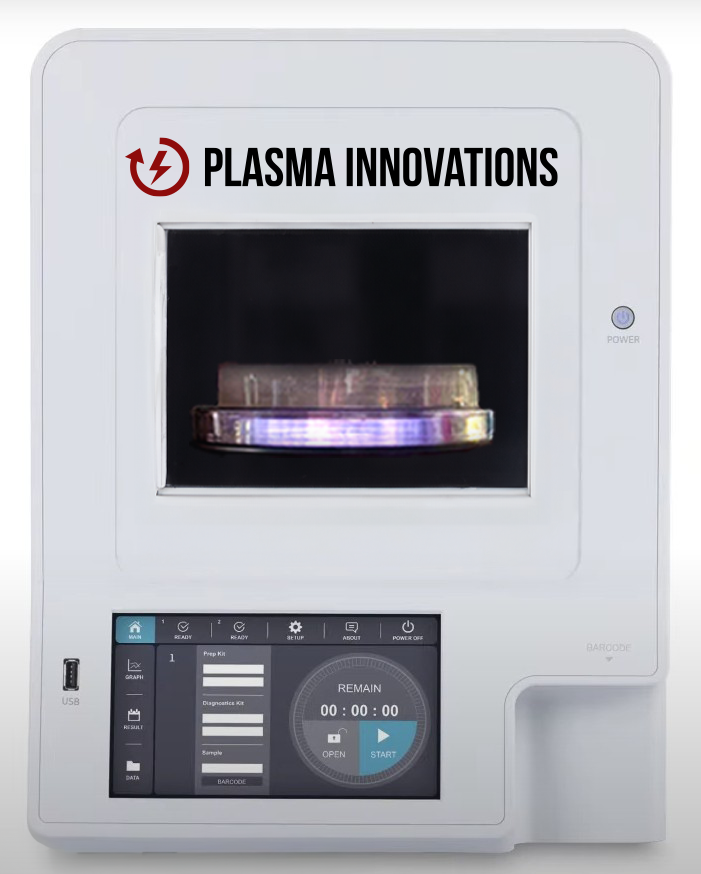 PLASMA INNOVATIONS
POWER
MAIN
1 READY
2 READY
SETUP
ABOUT
POWER OFF
BARCODE
GRAPH
RESULT
DATA
1
Prep Kit
Diagnostics Kit
Sample
BARCODE
REMAIN
00 : 00 : 00
OPEN
START
USB